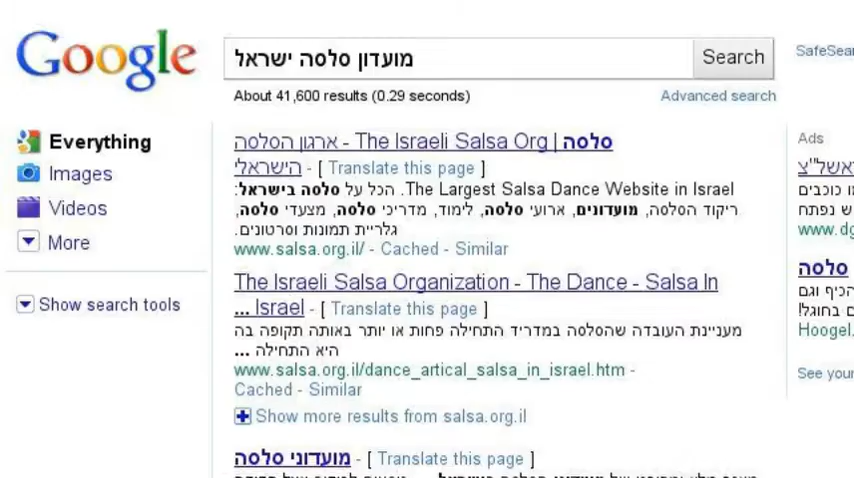 Google
מועדון סלסה ישראל
Search
SafeSear
About 41,600 results (0.29 seconds)
Advanced search
Everything
Images
Videos
More
Show search tools
סלסה | The Israeli Salsa Org - ארגון הסלסה
הישראלי - [ Translate this page ]
The Largest Salsa Dance Website in Israel. הכל על סלסה בישראל:
ריקוד הסלסה, מועדונים, ארועי סלסה, לימוד, מדריכי סלסה, מצעדי סלסה,
גלריית תמונות וסרטונים.
www.salsa.org.il/ - Cached - Similar
The Israeli Salsa Organization - The Dance - Salsa In
... Israel - [ Translate this page ]
מעניינת העובדה שהסלסה במדריד התחילה פחות או יותר באותה תקופה בה
היא התחילה ...
www.salsa.org.il/dance_artical_salsa_in_israel.htm -
Cached - Similar
Show more results from salsa.org.il
מועדוני סלסה - [ Translate this page ]
Ads
ראשל"צ
כוכבים
ש נפתח
www.dg
סלסה
הכיף וגם
בחוגל!
Hoogel.
See your